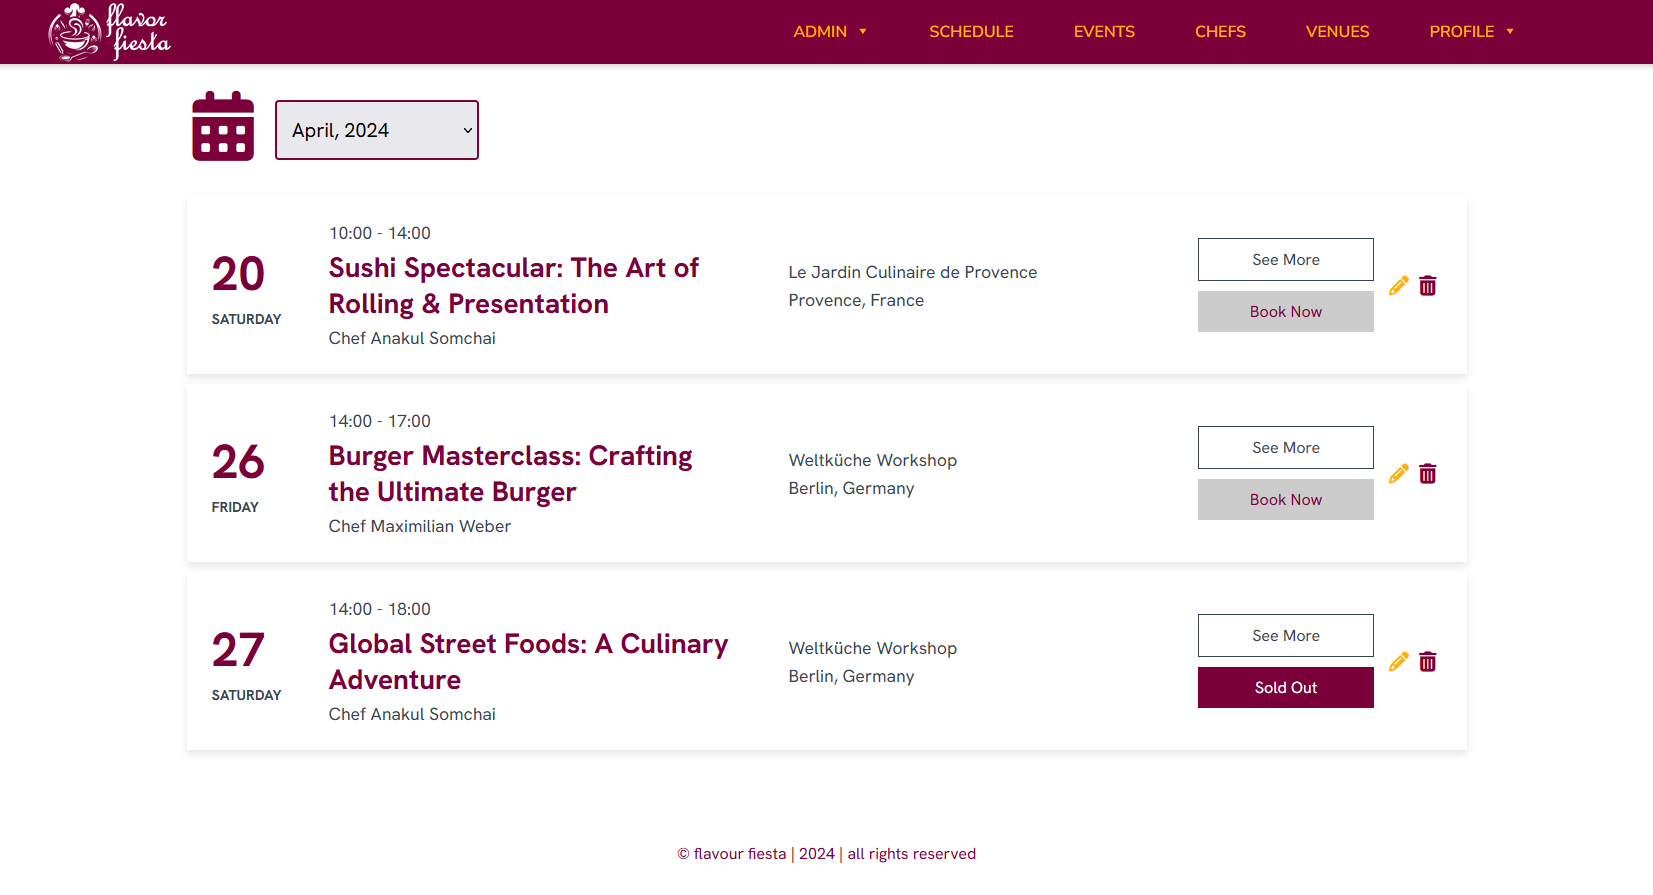 flavor
fiesta
ADMIN ▼ SCHEDULE EVENTS CHEFS VENUES PROFILE ▼
April, 2024
10:00 - 14:00
20
SATURDAY
Sushi Spectacular: The Art of
Rolling & Presentation
Chef Anakul Somchai
Le Jardin Culinaire de Provence
Provence, France
See More
Book Now
14:00 - 17:00
26
FRIDAY
Burger Masterclass: Crafting
the Ultimate Burger
Chef Maximilian Weber
Weltküche Workshop
Berlin, Germany
See More
Book Now
14:00 - 18:00
27
SATURDAY
Global Street Foods: A Culinary
Adventure
Chef Anakul Somchai
Weltküche Workshop
Berlin, Germany
See More
Sold Out
© flavour fiesta | 2024 | all rights reserved